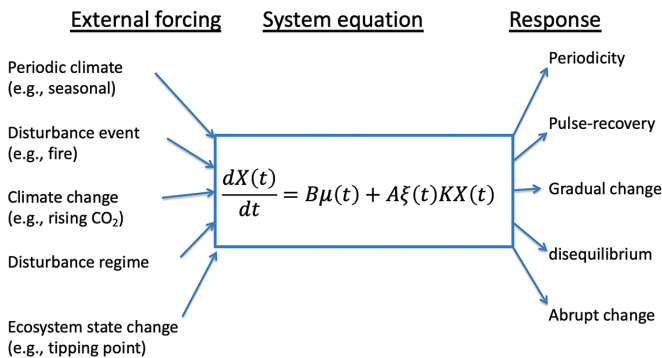 External forcing
System equation
Response
Periodic climate
(e.g., seasonal)
Disturbance event
(e.g., fire)
Climate change
(e.g., rising CO₂)
Disturbance regime
Ecosystem state change
(e.g., tipping point)
dX(t)/dt = Bμ(t) + Aξ(t)KX(t)
Periodicity
Pulse-recovery
Gradual change
disequilibrium
Abrupt change